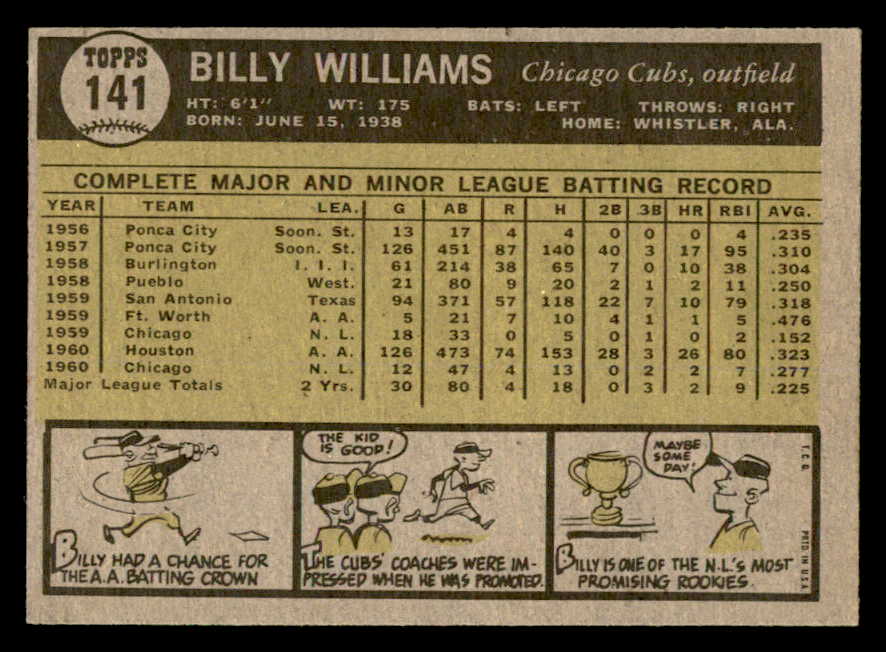 TOPPS
141
BILLY WILLIAMS Chicago Cubs, outfield
HT: 6'1" WT: 175 BATS: LEFT THROWS: RIGHT
BORN: JUNE 15, 1938 HOME: WHISTLER, ALA.
COMPLETE MAJOR AND MINOR LEAGUE BATTING RECORD
YEAR TEAM LEA. G AB R H 2B 3B HR RBI AVG.
1956 Ponca City Soon. St. 13 17 4 4 0 0 0 4 .235
1957 Ponca City Soon. St. 126 451 87 140 40 3 17 95 .310
1958 Burlington I. I. I. 61 214 38 65 7 0 10 38 .304
1958 Pueblo West. 21 80 9 20 2 1 2 11 .250
1959 San Antonio Texas 94 371 57 118 22 7 10 79 .318
1959 Ft. Worth A. A. 5 21 7 10 4 1 1 5 .476
1959 Chicago N. L. 18 33 0 5 0 1 0 2 .152
1960 Houston A. A. 126 473 74 153 28 3 26 80 .323
1960 Chicago N. L. 12 47 4 13 0 2 2 7 .277
Major League Totals 2 Yrs. 30 80 4 18 0 3 2 9 .225
BILLY HAD A CHANCE FOR
THE A.A. BATTING CROWN
THE KID
IS GOOD!
THE CUBS' COACHES WERE IM-
PRESSED WHEN HE WAS PROMOTED.
MAYBE
SOME
DAY!
BILLY IS ONE OF THE N.L.'S MOST
PROMISING ROOKIES.
T.C.G. PRTD. IN U.S.A.